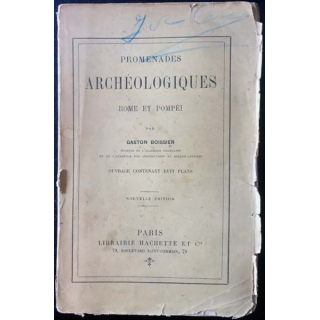 PROMENADES
ARCHÉOLOGIQUES
ROME ET POMPÉI
PAR
GASTON BOISSIER
OUVRAGE CONTENANT HUIT PLANS
NOUVELLE ÉDITION
PARIS
LIBRAIRIE HACHETTE ET Cie
79, BOULEVARD SAINT-GERMAIN, 79